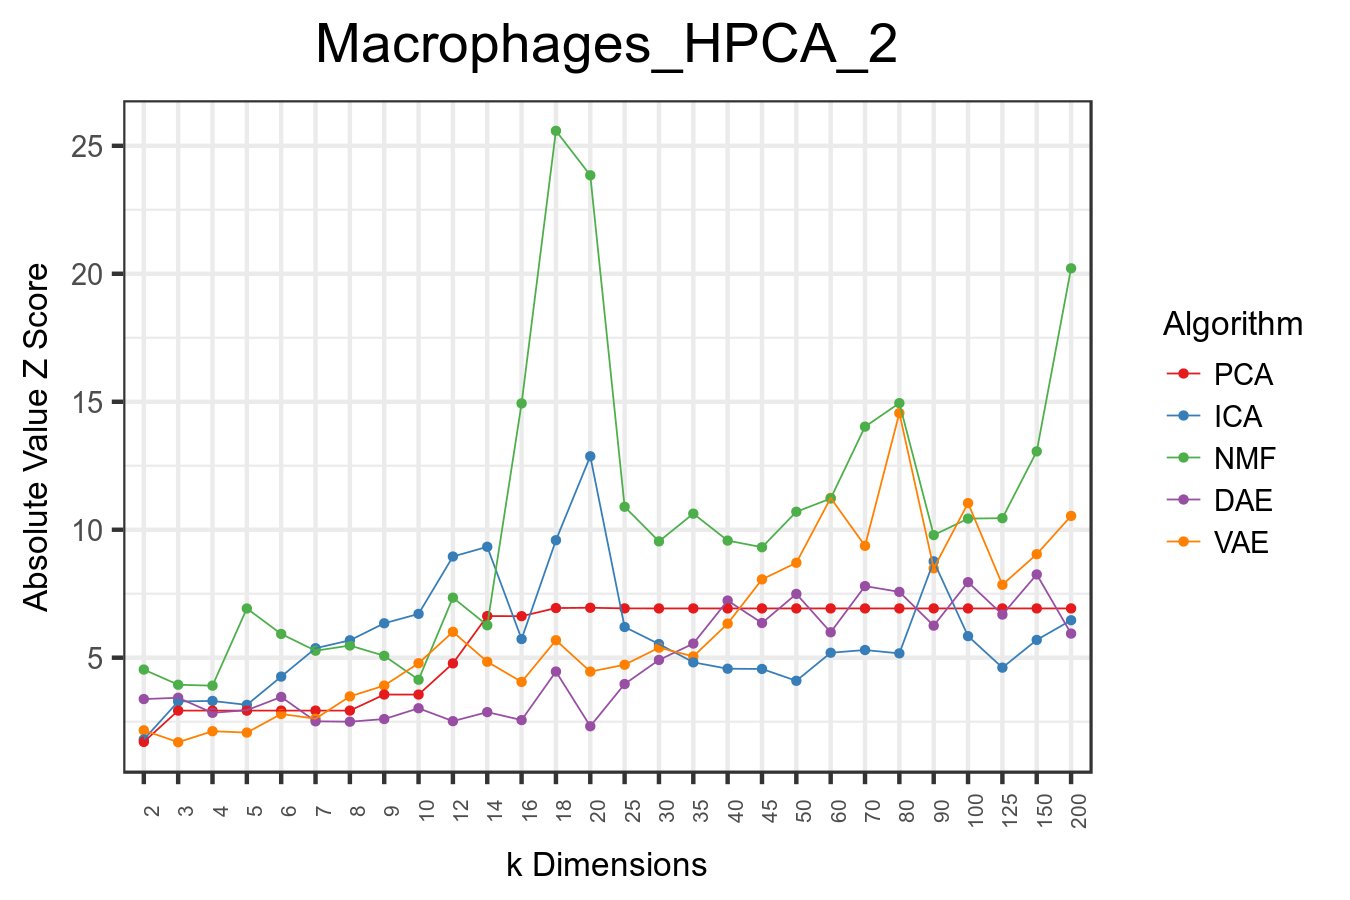 Macrophages_HPCA_2
Absolute Value Z Score
25
20
15
10
5
2 3 4 5 6 7 8 9 10 12 14 16 18 20 25 30 35 40 45 50 60 70 80 90 100 125 150 200
k Dimensions
Algorithm
PCA
ICA
NMF
DAE
VAE